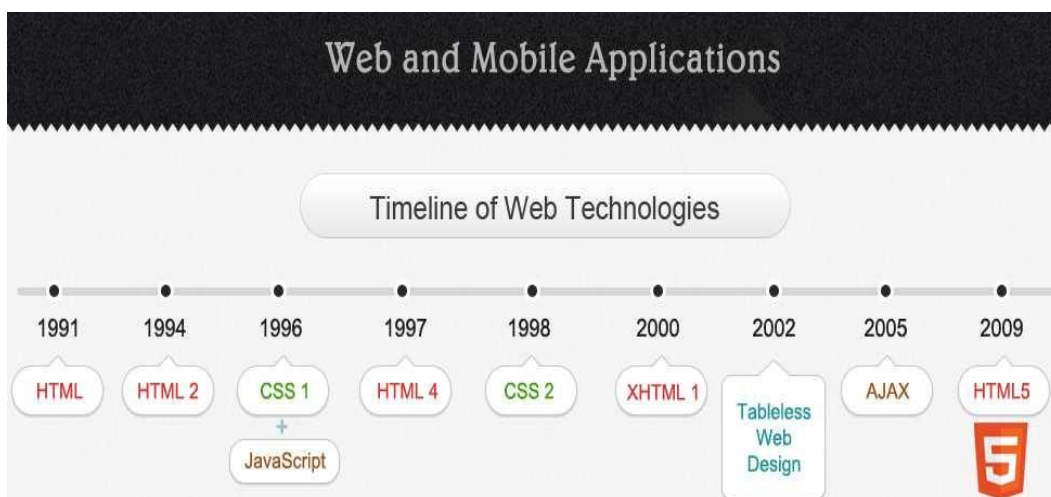 Web and Mobile Applications
Timeline of Web Technologies
1991 1994 1996 1997 1998 2000 2002 2005 2009
HTML HTML 2 CSS 1 HTML 4 CSS 2 XHTML 1 AJAX HTML5
+
JavaScript
Tableless
Web
Design
5